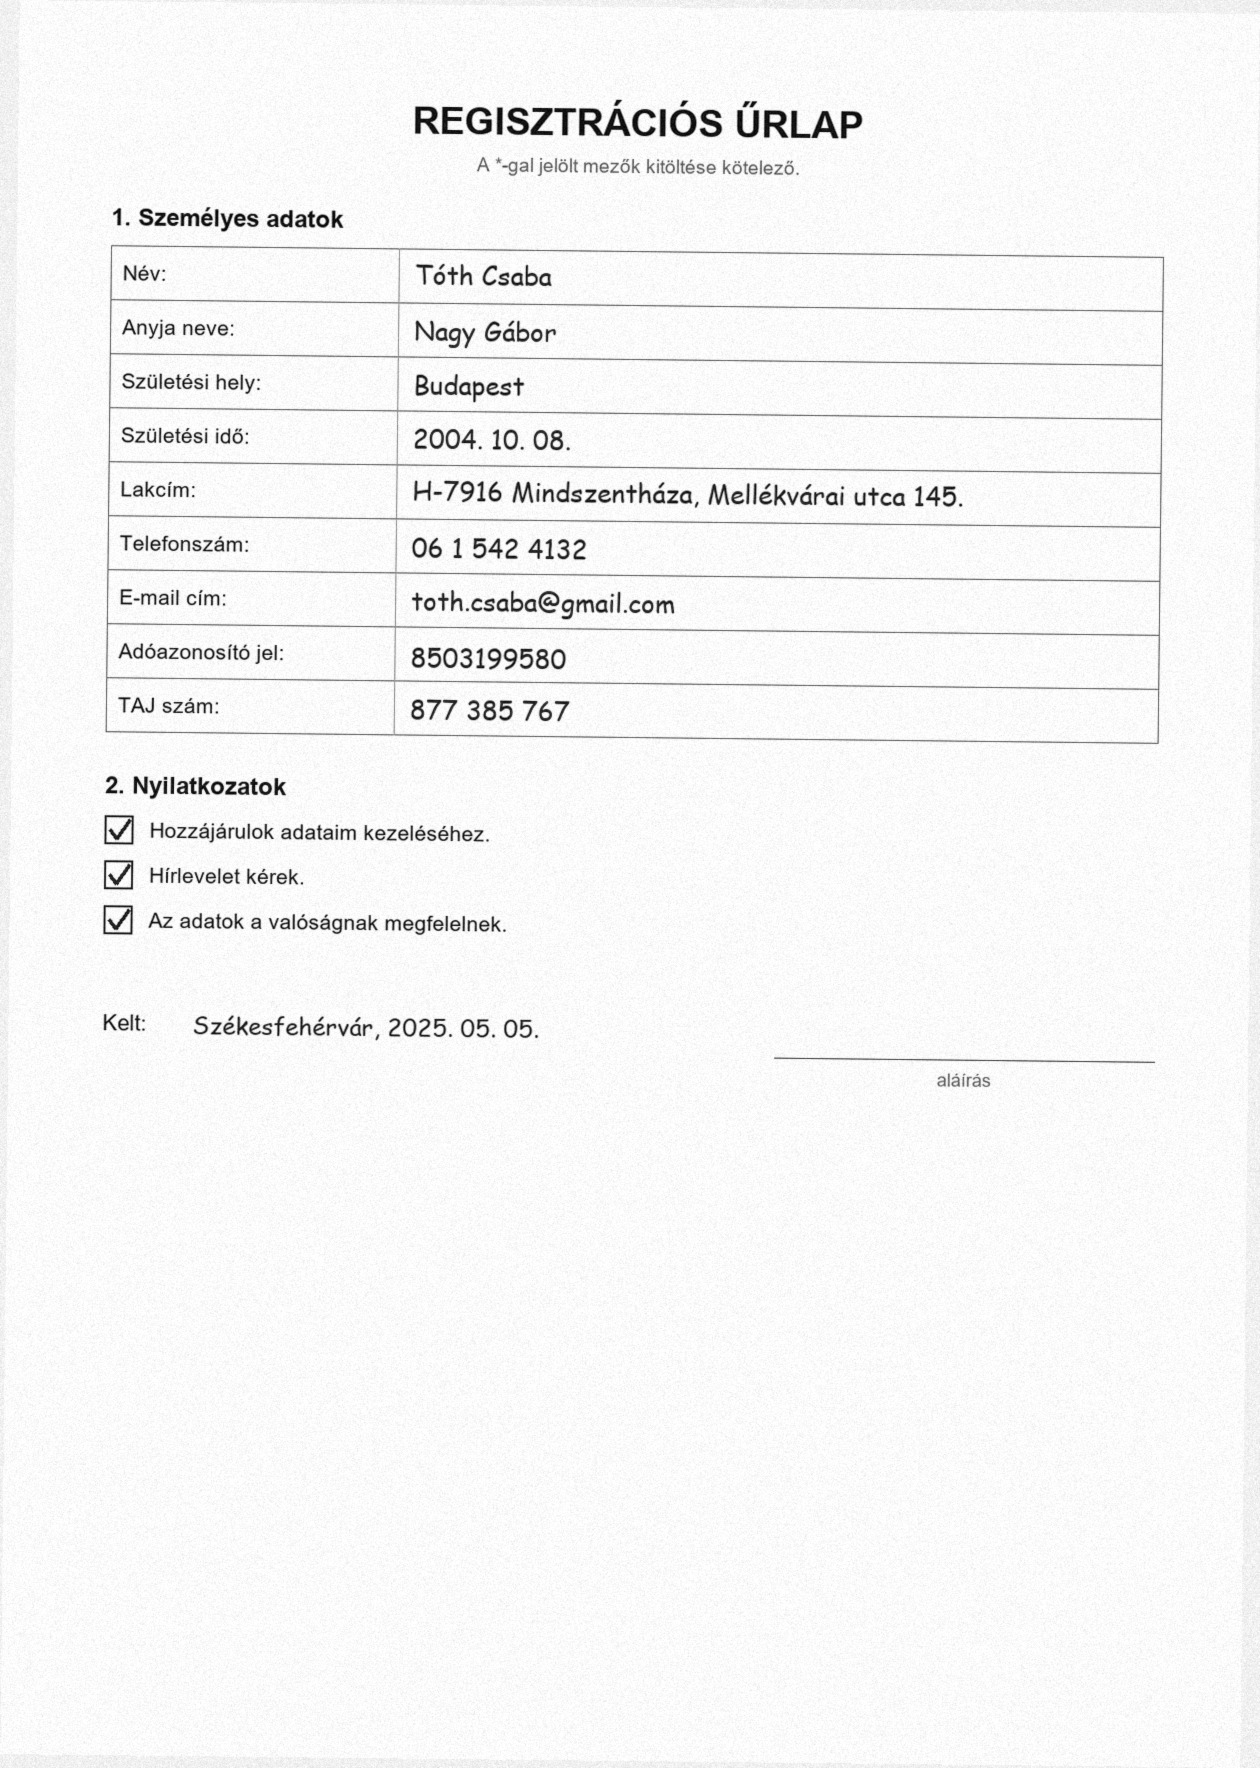 REGISZTRÁCIÓS ŰRLAP
A *-gal jelölt mezők kitöltése kötelező.
1. Személyes adatok
Név: Tóth Csaba
Anyja neve: Nagy Gábor
Születési hely: Budapest
Születési idő: 2004. 10. 08.
Lakcím: H-7916 Mindszentháza, Mellékvárai utca 145.
Telefonszám: 06 1 542 4132
E-mail cím: toth.csaba@gmail.com
Adóazonosító jel: 8503199580
TAJ szám: 877 385 767
2. Nyilatkozatok
Hozzájárulok adataim kezeléséhez.
Hírlevelet kérek.
Az adatok a valóságnak megfelelnek.
Kelt: Székesfehérvár, 2025. 05. 05.
aláírás